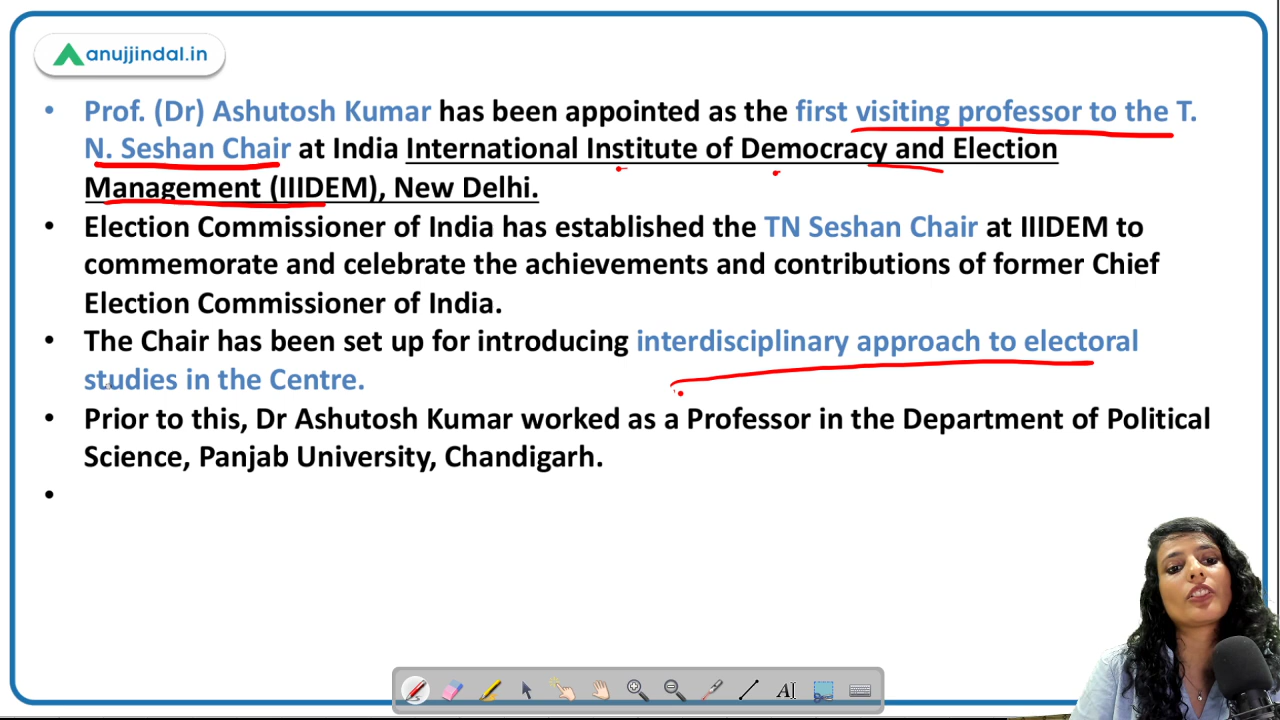 anujjindal.in
• Prof. (Dr) Ashutosh Kumar has been appointed as the first visiting professor to the T.
N. Seshan Chair at India International Institute of Democracy and Election
Management (IIIDEM), New Delhi.
• Election Commissioner of India has established the TN Seshan Chair at IIIDEM to
commemorate and celebrate the achievements and contributions of former Chief
Election Commissioner of India.
• The Chair has been set up for introducing interdisciplinary approach to electoral
studies in the Centre.
• Prior to this, Dr Ashutosh Kumar worked as a Professor in the Department of Political
Science, Panjab University, Chandigarh.
•